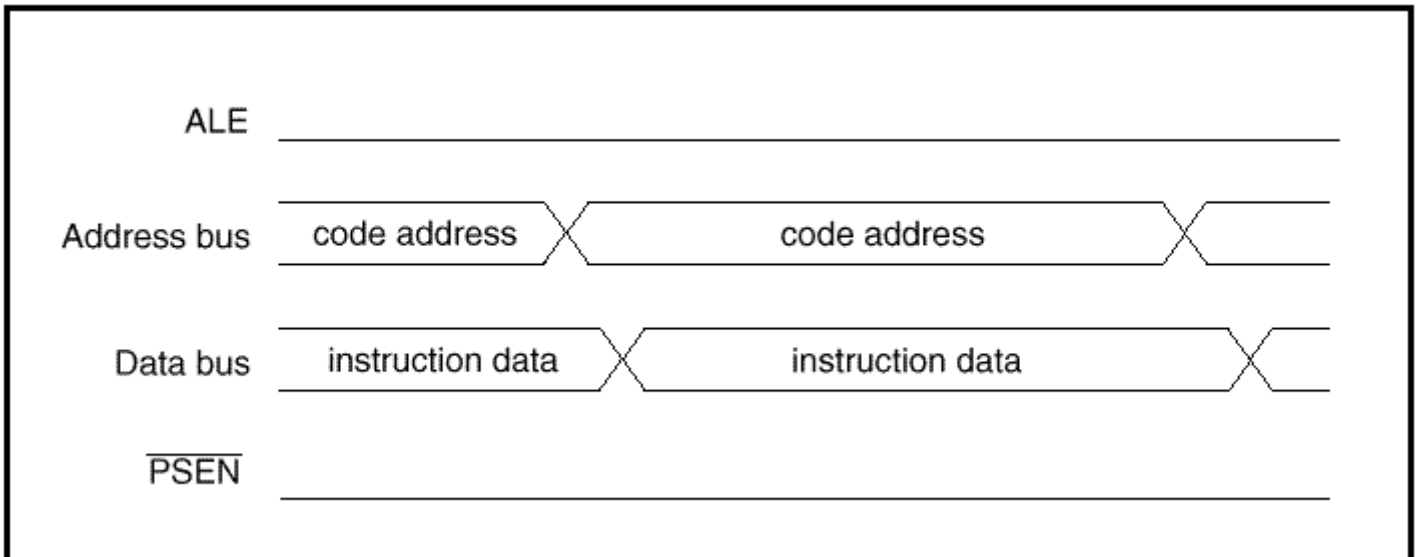 ALE
Address bus code address code address
Data bus instruction data instruction data
PSEN